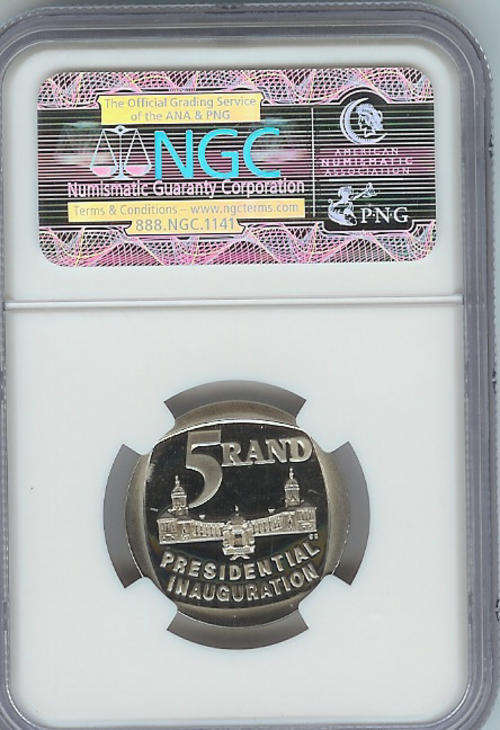 The Official Grading Service
of the ANA & PNG
NGC
Numismatic Guaranty Corporation
Terms & Conditions – www.ngcterms.com
888.NGC.1141
AMERICAN
NUMISMATIC
ASSOCIATION
PNG
5 RAND
PRESIDENTIAL
INAUGURATION